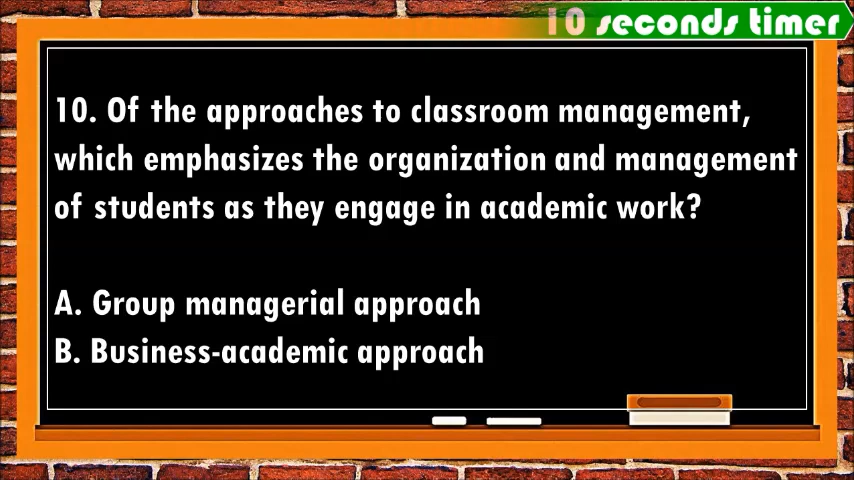 10 seconds timer
10. Of the approaches to classroom management,
which emphasizes the organization and management
of students as they engage in academic work?
A. Group managerial approach
B. Business-academic approach